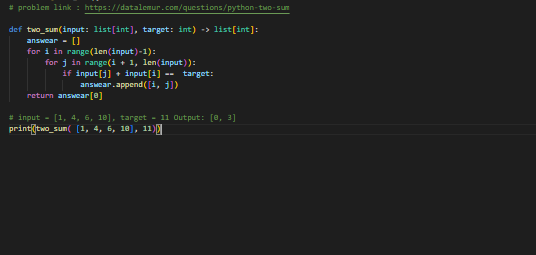 # problem link : https://datalemur.com/questions/python-two-sum
def two_sum(input: list[int], target: int) -> list[int]:
    answear = []
    for i in range(len(input)-1):
        for j in range(i + 1, len(input)):
            if input[j] + input[i] ==  target:
                answear.append([i, j])
    return answear[0]
# input = [1, 4, 6, 10], target = 11 Output: [0, 3]
print(two_sum( [1, 4, 6, 10], 11))